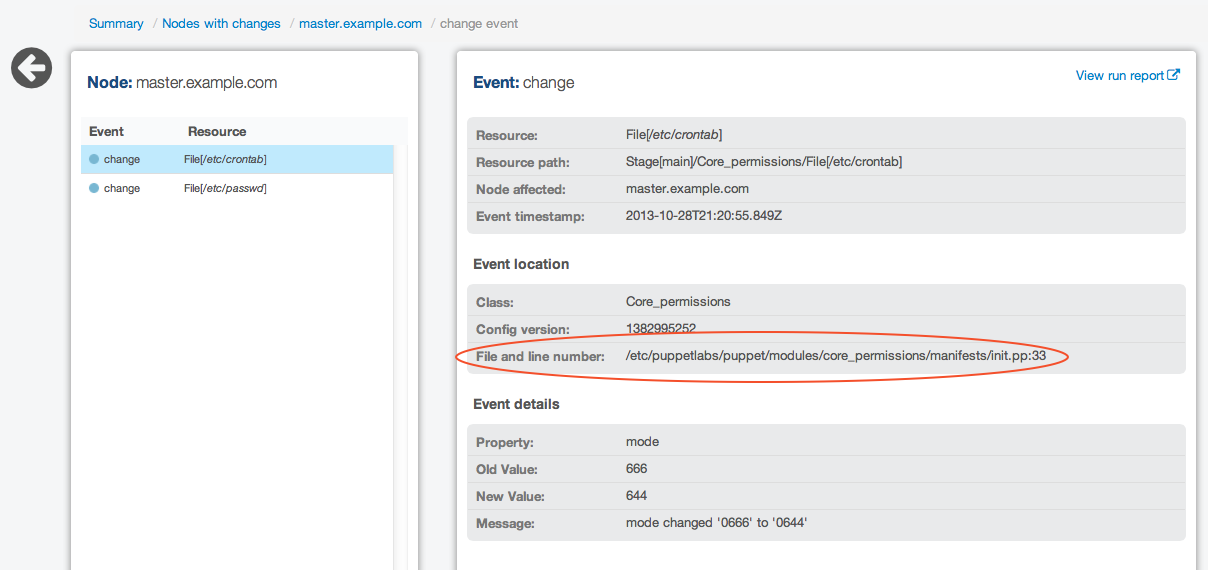 Summary / Nodes with changes / master.example.com / change event
Node: master.example.com
Event Resource
change File[/etc/crontab]
change File[/etc/passwd]
Event: change
View run report
Resource: File[/etc/crontab]
Resource path: Stage[main]/Core_permissions/File[/etc/crontab]
Node affected: master.example.com
Event timestamp: 2013-10-28T21:20:55.849Z
Event location
Class: Core_permissions
Config version: 1382995252
File and line number: /etc/puppetlabs/puppet/modules/core_permissions/manifests/init.pp:33
Event details
Property: mode
Old Value: 666
New Value: 644
Message: mode changed '0666' to '0644'